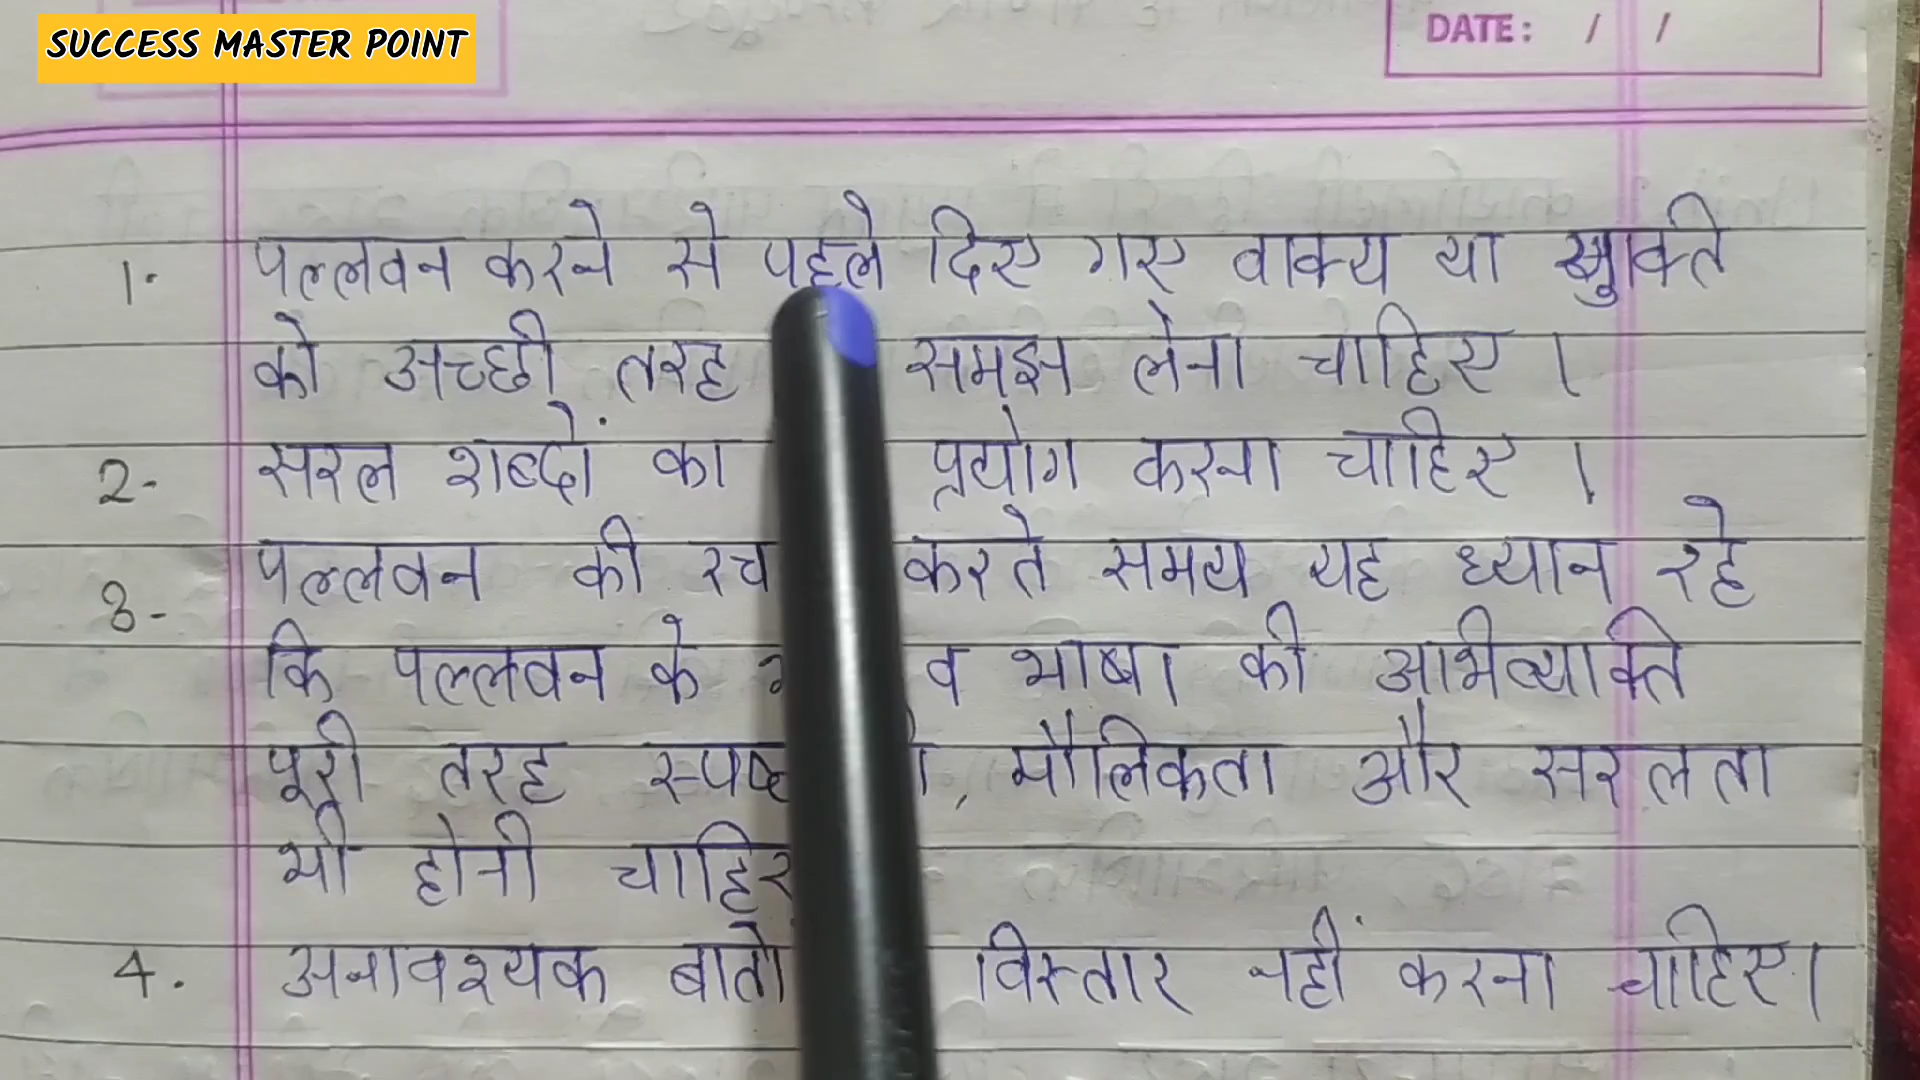 SUCCESS MASTER POINT
DATE: / /
1. पल्लवन करने से पहले दिए गए वाक्य या सुक्ति
को अच्छी तरह समझ लेना चाहिए।
2- सरल शब्दों का प्रयोग करना चाहिए।
3- पल्लवन की रच करते समय यह ध्यान रहे
कि पल्लवन के व भाषा की अभिव्यक्ति
पूरी तरह स्पष्ट , मौलिकता और सरलता
भी होनी चाहिए
4. अनावश्यक बातो विस्तार नहीं करना चाहिए।